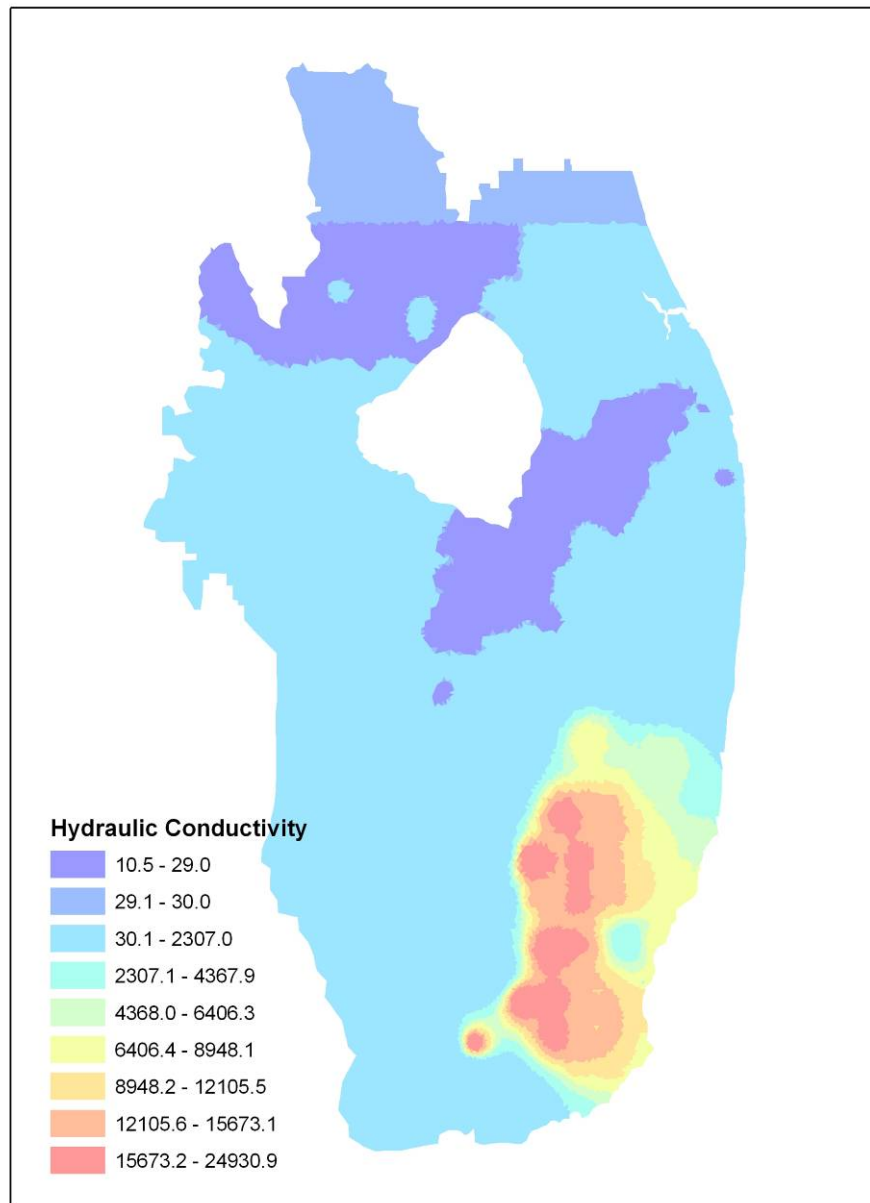 Hydraulic Conductivity
10.5 - 29.0
29.1 - 30.0
30.1 - 2307.0
2307.1 - 4367.9
4368.0 - 6406.3
6406.4 - 8948.1
8948.2 - 12105.5
12105.6 - 15673.1
15673.2 - 24930.9